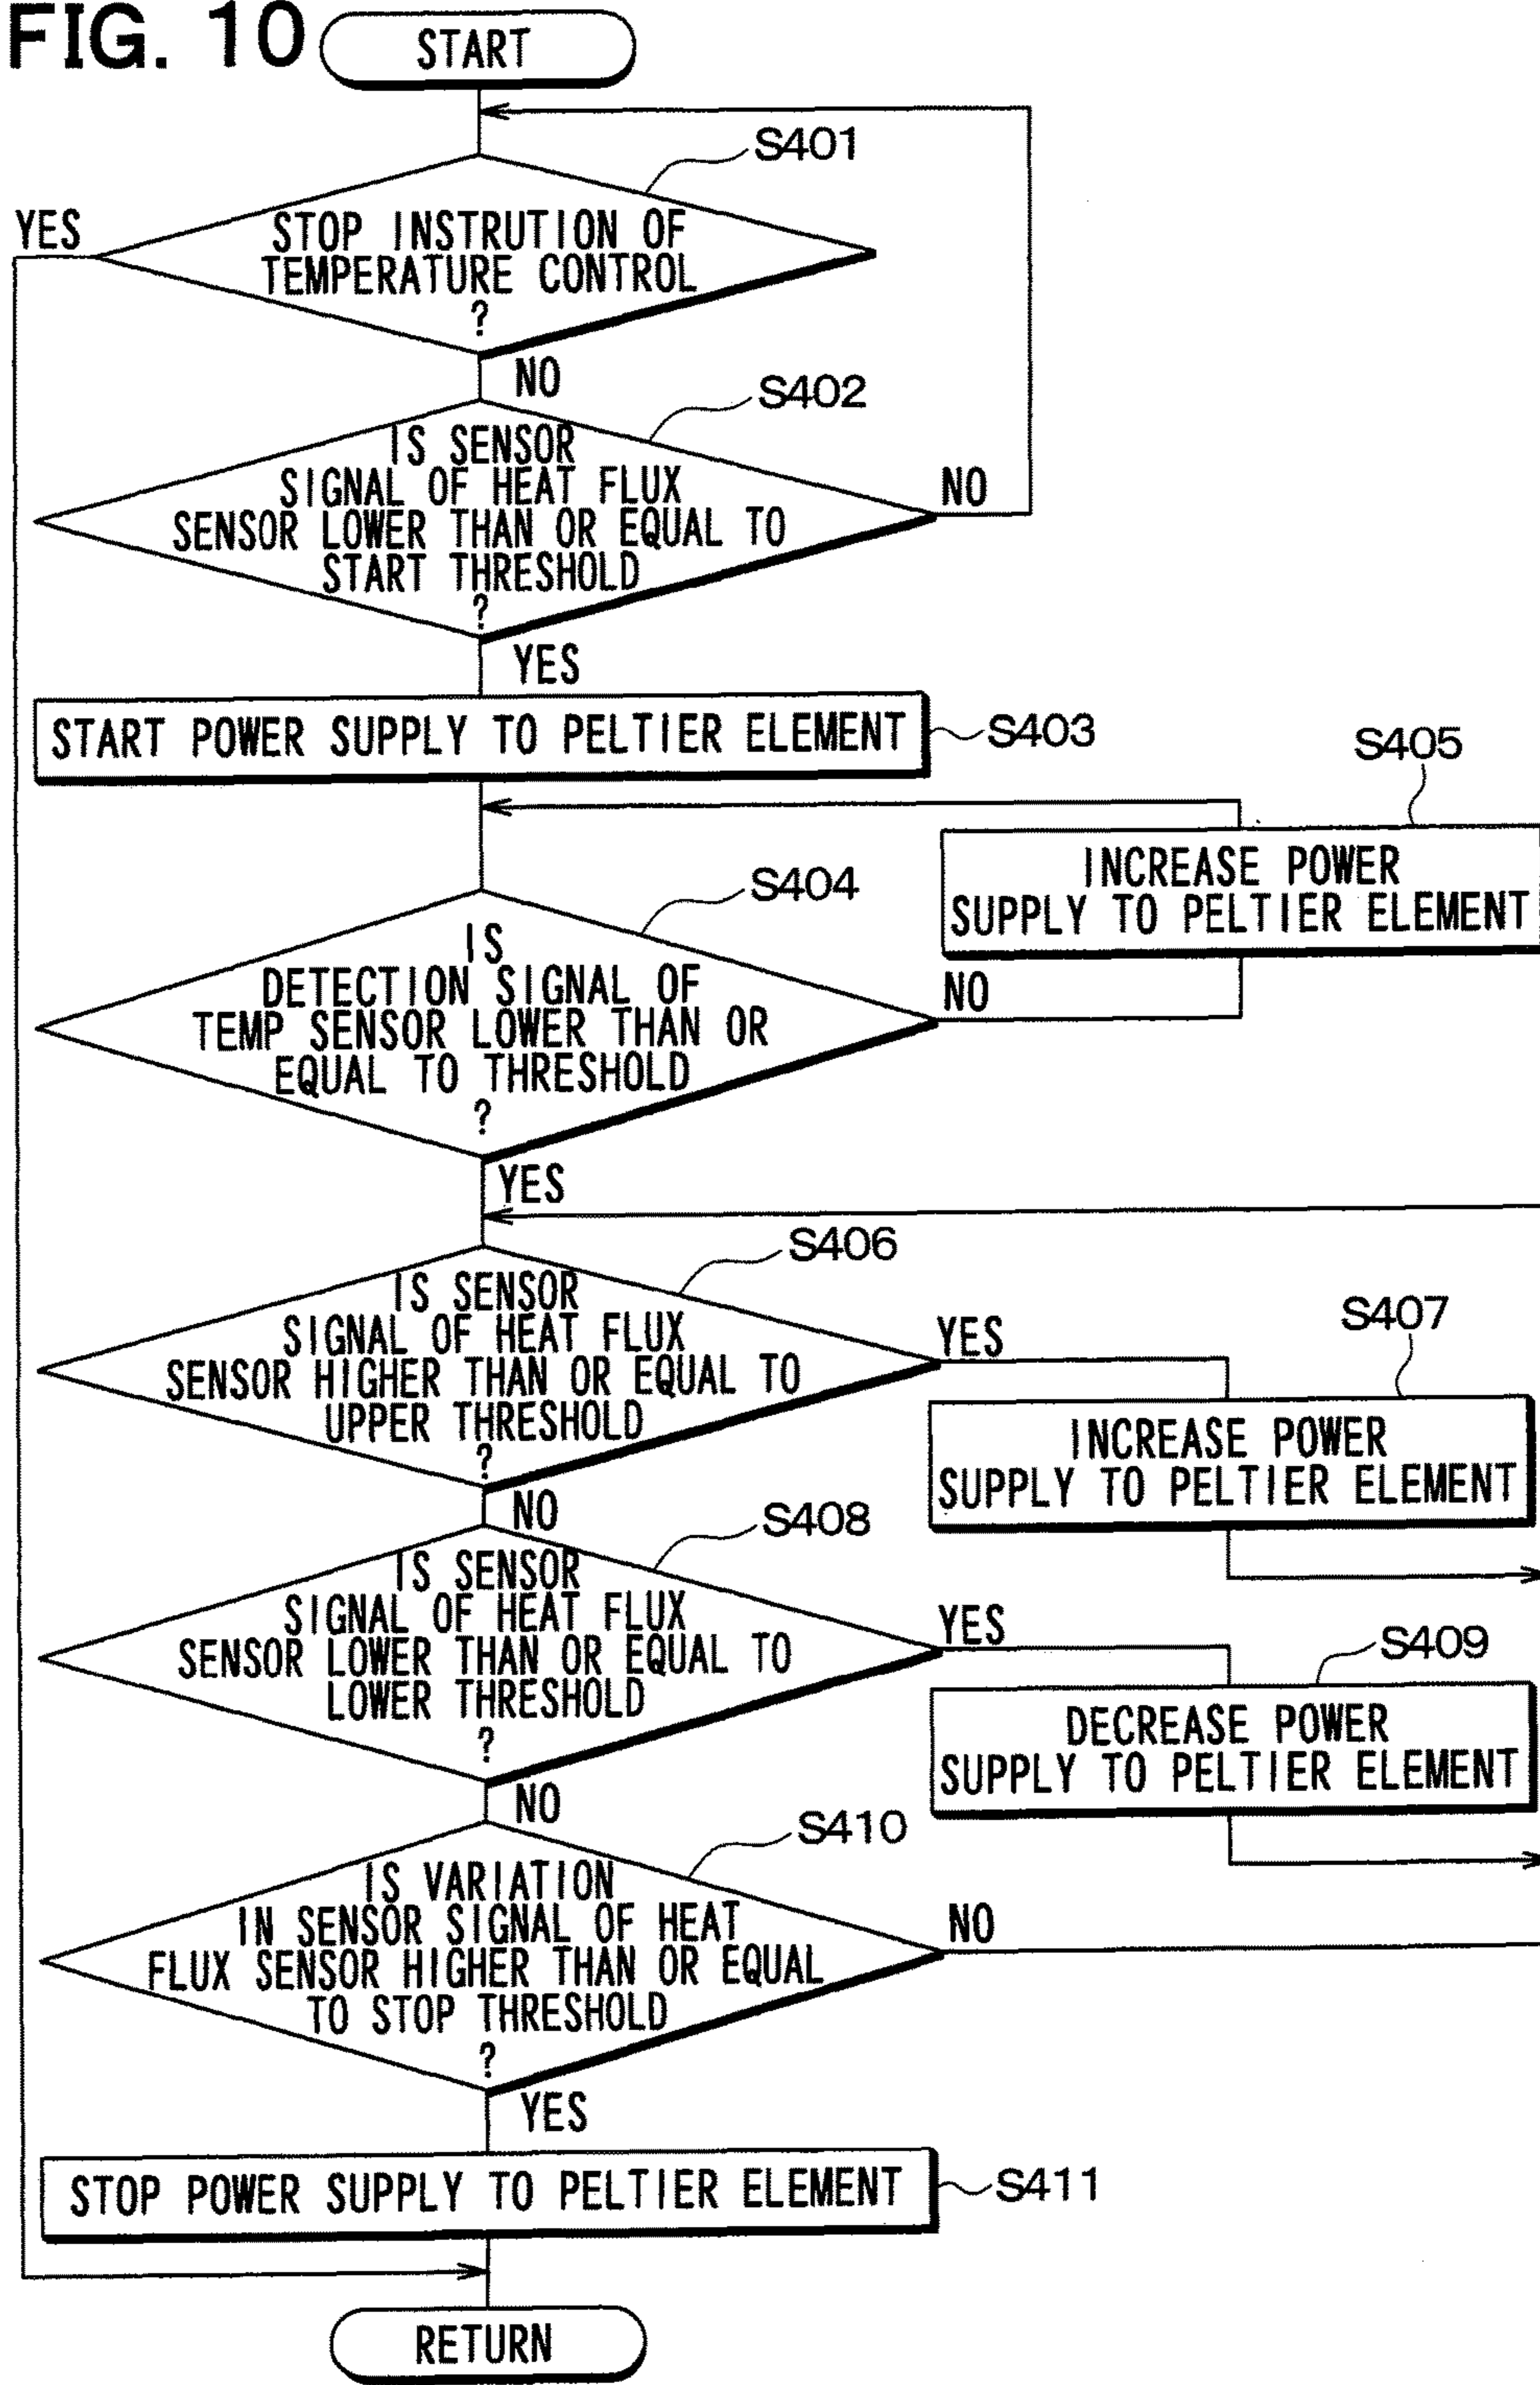 FIG. 10
START
S401
YES
STOP INSTRUTION OF
TEMPERATURE CONTROL
?
NO
S402
IS SENSOR
SIGNAL OF HEAT FLUX
SENSOR LOWER THAN OR EQUAL TO
START THRESHOLD
?
NO
YES
START POWER SUPPLY TO PELTIER ELEMENT
S403
S405
INCREASE POWER
SUPPLY TO PELTIER ELEMENT
S404
IS
DETECTION SIGNAL OF
TEMP SENSOR LOWER THAN OR
EQUAL TO THRESHOLD
?
NO
YES
S406
IS SENSOR
SIGNAL OF HEAT FLUX
SENSOR HIGHER THAN OR EQUAL TO
UPPER THRESHOLD
?
YES
S407
INCREASE POWER
SUPPLY TO PELTIER ELEMENT
NO
S408
IS SENSOR
SIGNAL OF HEAT FLUX
SENSOR LOWER THAN OR EQUAL TO
LOWER THRESHOLD
?
YES
S409
DECREASE POWER
SUPPLY TO PELTIER ELEMENT
NO
S410
IS VARIATION
IN SENSOR SIGNAL OF HEAT
FLUX SENSOR HIGHER THAN OR EQUAL
TO STOP THRESHOLD
?
NO
YES
STOP POWER SUPPLY TO PELTIER ELEMENT
S411
RETURN